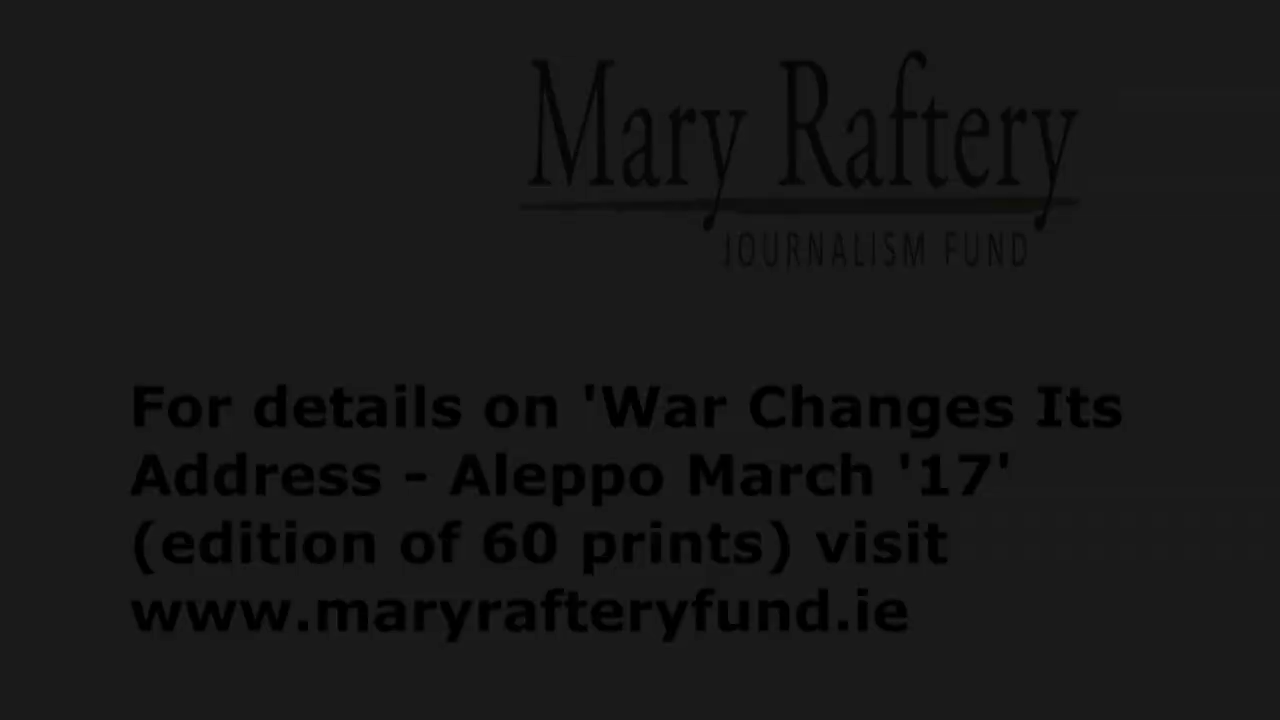 Mary Raftery
JOURNALISM FUND
For details on 'War Changes Its
Address - Aleppo March '17'
(edition of 60 prints) visit
www.maryrafteryfund.ie